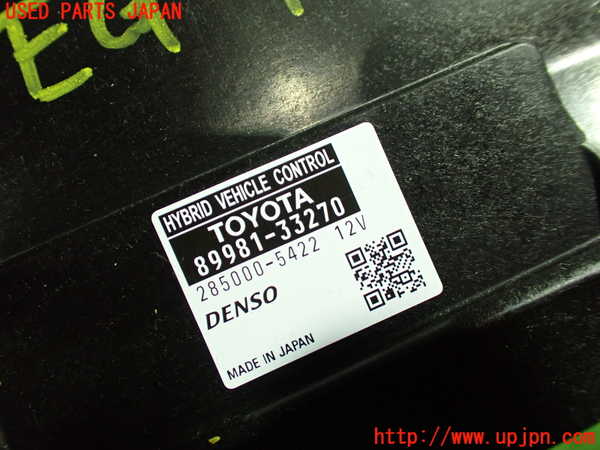 USED PARTS JAPAN
HYBRID VEHICLE CONTROL
TOYOTA
89981-33270
285000-5422 12V
DENSO
MADE IN JAPAN
http://www.upjpn.com/